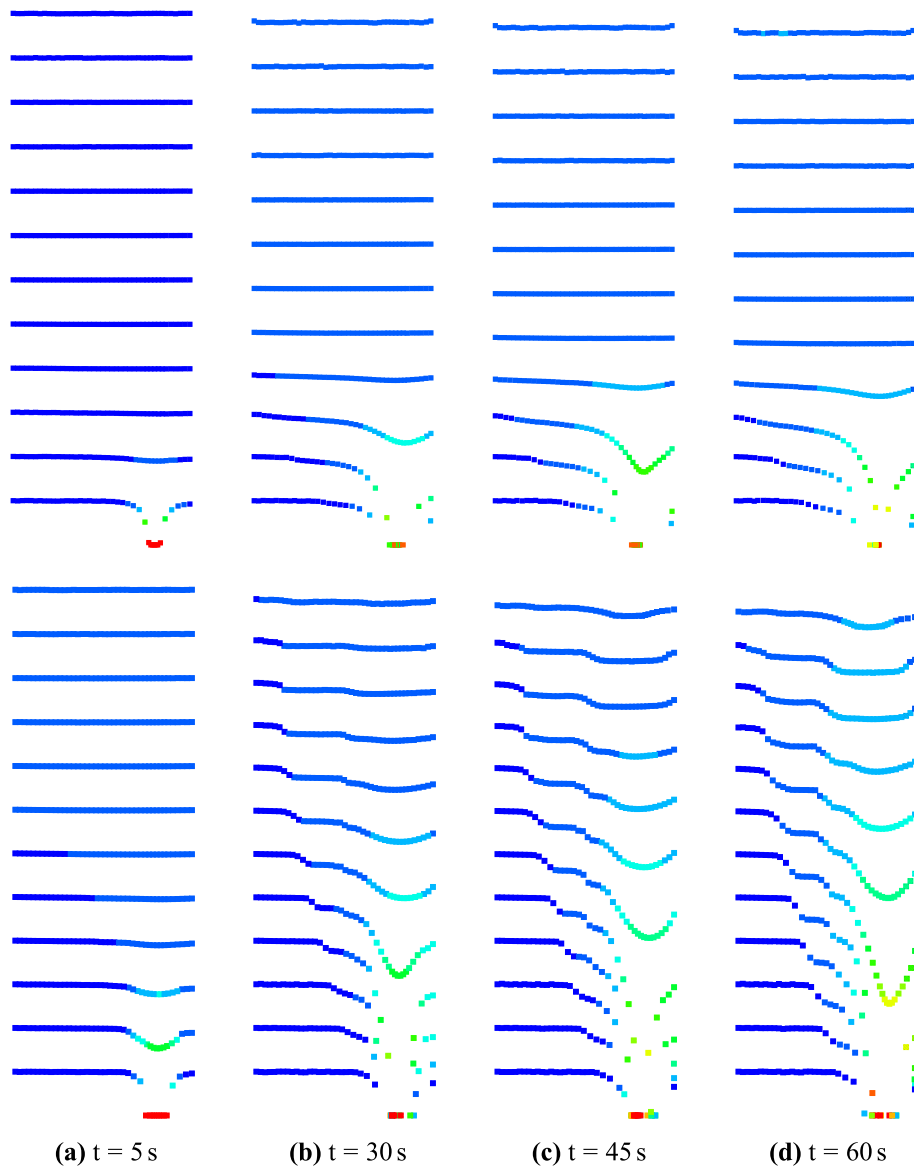 (a) t = 5 s (b) t = 30 s (c) t = 45 s (d) t = 60 s